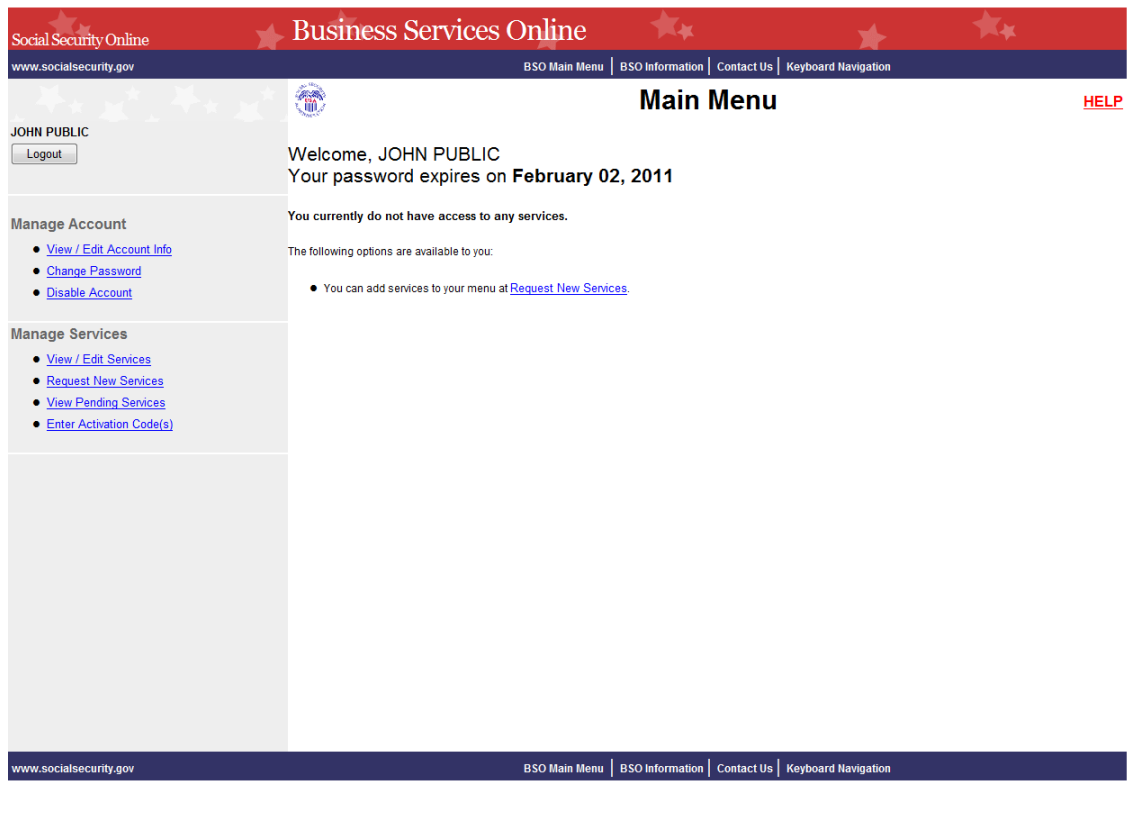 Social Security Online
Business Services Online
www.socialsecurity.gov
BSO Main Menu | BSO Information | Contact Us | Keyboard Navigation
Main Menu
HELP
JOHN PUBLIC
Logout
Welcome, JOHN PUBLIC
Your password expires on February 02, 2011
You currently do not have access to any services.
The following options are available to you:
● You can add services to your menu at Request New Services.
Manage Account
● View / Edit Account Info
● Change Password
● Disable Account
Manage Services
● View / Edit Services
● Request New Services
● View Pending Services
● Enter Activation Code(s)
www.socialsecurity.gov
BSO Main Menu | BSO Information | Contact Us | Keyboard Navigation